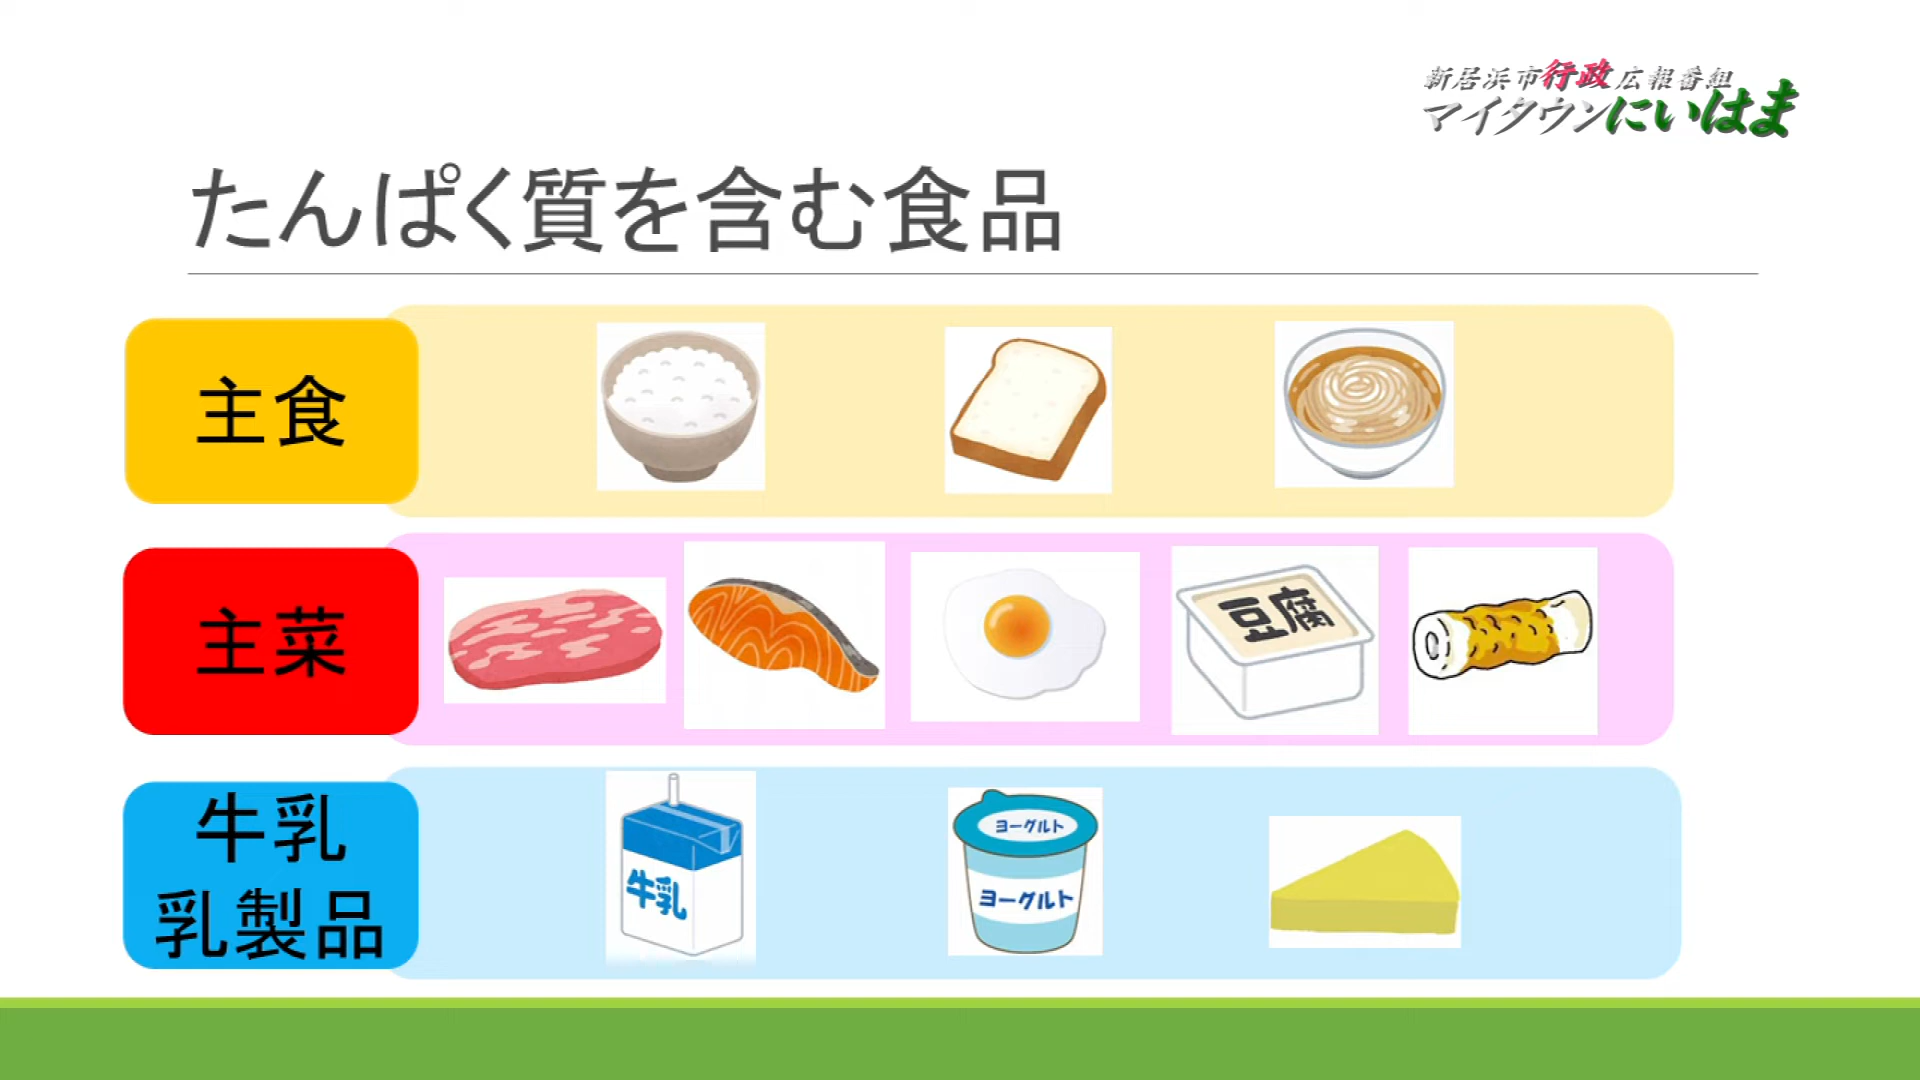 新居浜市行政広報番組
マイタウンにいはま
たんぱく質を含む食品
主食
主菜
豆腐
牛乳
乳製品
牛乳
ヨーグルト
ヨーグルト